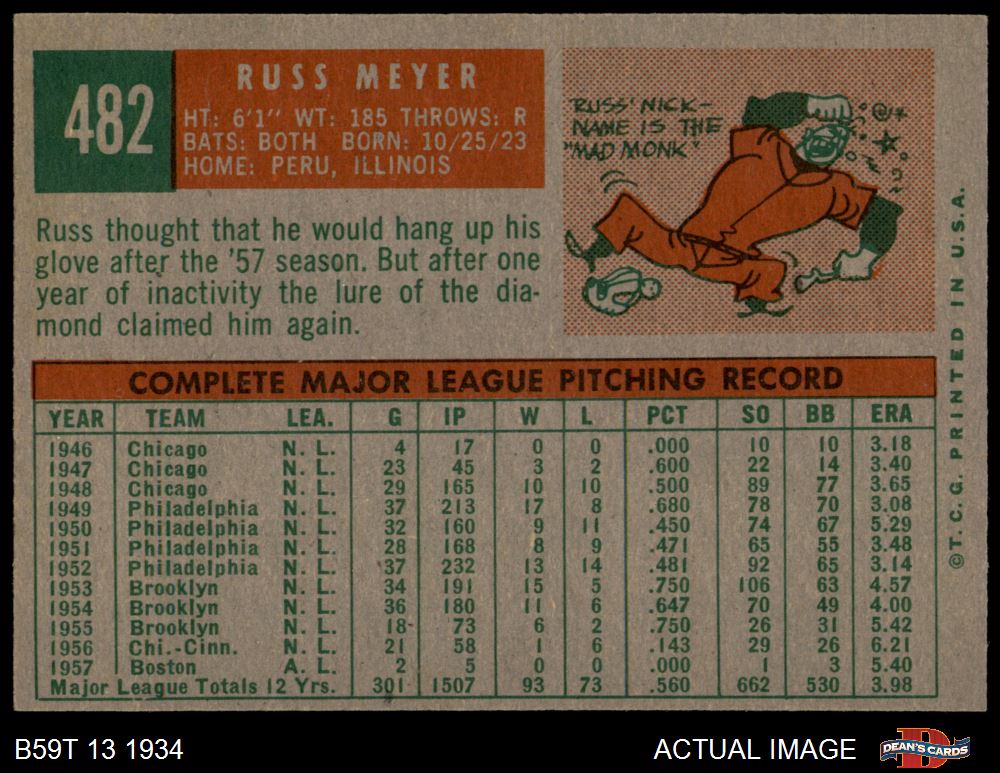 482
RUSS MEYER
HT: 6'1" WT: 185 THROWS: R
BATS: BOTH BORN: 10/25/23
HOME: PERU, ILLINOIS
RUSS' NICK-
NAME IS THE
"MAD MONK"
Russ thought that he would hang up his
glove after the '57 season. But after one
year of inactivity the lure of the dia-
mond claimed him again.
COMPLETE MAJOR LEAGUE PITCHING RECORD
YEAR TEAM LEA. G IP W L PCT SO BB ERA
1946 Chicago N. L. 4 17 0 0 .000 10 10 3.18
1947 Chicago N. L. 23 45 3 2 .600 22 14 3.40
1948 Chicago N. L. 29 165 10 10 .500 89 77 3.65
1949 Philadelphia N. L. 37 213 17 8 .680 78 70 3.08
1950 Philadelphia N. L. 32 160 9 11 .450 74 67 5.29
1951 Philadelphia N. L. 28 168 8 9 .471 65 55 3.48
1952 Philadelphia N. L. 37 232 13 14 .481 92 65 3.14
1953 Brooklyn N. L. 34 191 15 5 .750 106 63 4.57
1954 Brooklyn N. L. 36 180 11 6 .647 70 49 4.00
1955 Brooklyn N. L. 18 73 6 2 .750 26 31 5.42
1956 Chi.-Cinn. N. L. 21 58 1 6 .143 29 26 6.21
1957 Boston A. L. 2 5 0 0 .000 1 3 5.40
Major League Totals 12 Yrs. 301 1507 93 73 .560 662 530 3.98
©T. C. G. PRINTED IN U.S.A.
B59T 13 1934
ACTUAL IMAGE
DEAN'S CARDS